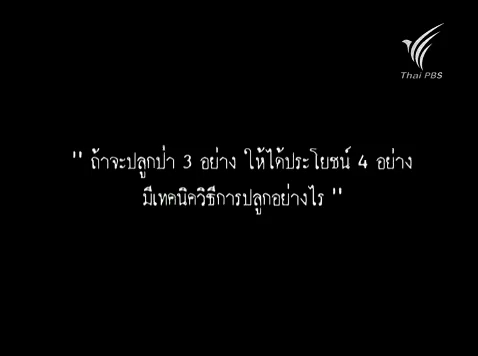 Thai PBS
" ถ้าจะปลูกป่า 3 อย่าง ให้ได้ประโยชน์ 4 อย่าง
มีเทคนิควิธีการปลูกอย่างไร "